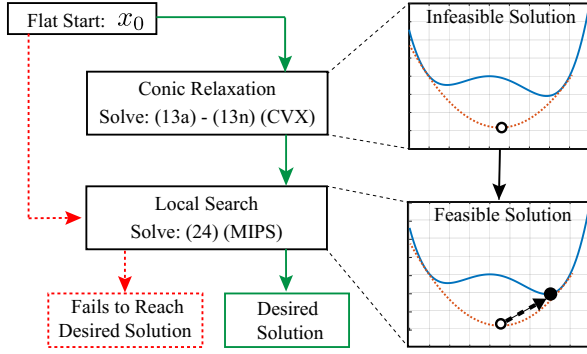 Flat Start: x0
Conic Relaxation
Solve: (13a) - (13n) (CVX)
Local Search
Solve: (24) (MIPS)
Fails to Reach
Desired Solution
Desired
Solution
Infeasible Solution
Feasible Solution